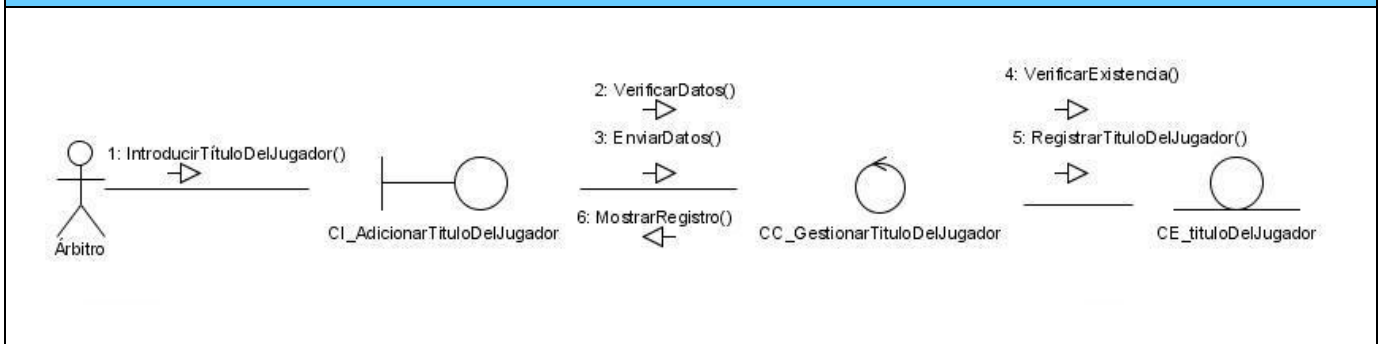 4: VerificarExistencia()
2: VerificarDatos()
3: EnviarDatos()
5: RegistrarTituloDelJugador()
1: IntroducirTítuloDelJugador()
6: MostrarRegistro()
CI_AdicionarTituloDelJugador
CC_GestionarTituloDelJugador
CE_tituloDelJugador
Árbitro